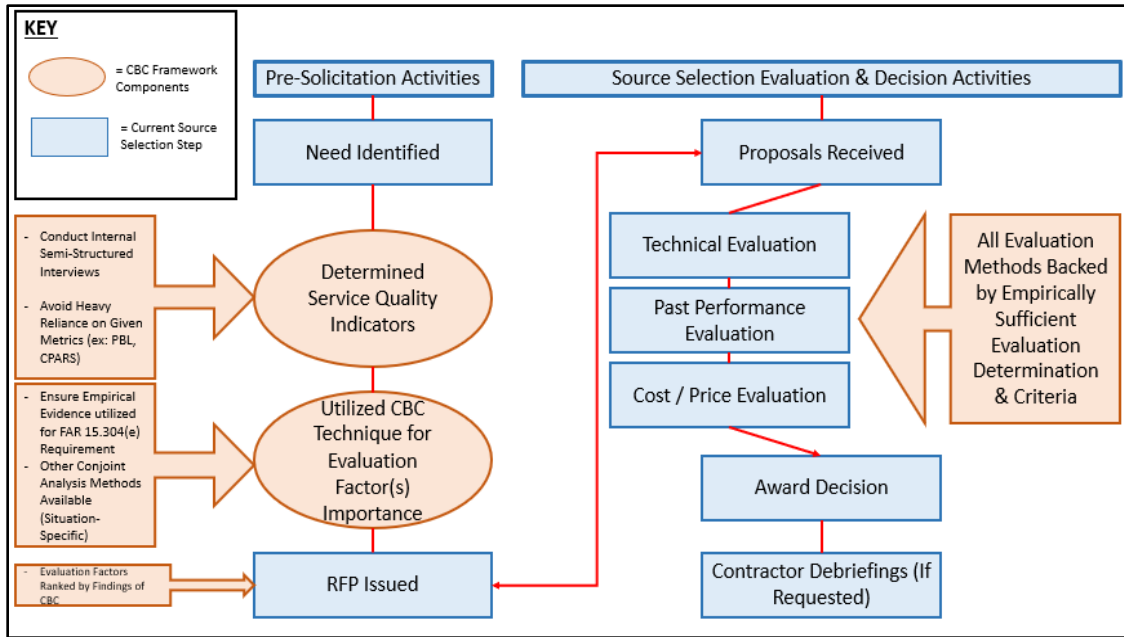 KEY
= CBC Framework
Components
= Current Source
Selection Step
Pre-Solicitation Activities
Need Identified
- Conduct Internal
Semi-Structured
Interviews
- Avoid Heavy
Reliance on Given
Metrics (ex: PBL,
CPARS)
Determined
Service Quality
Indicators
- Ensure Empirical
Evidence utilized
for FAR 15.304(e)
Requirement
- Other Conjoint
Analysis Methods
Available
(Situation-
Specific)
Utilized CBC
Technique for
Evaluation
Factor(s)
Importance
- Evaluation Factors
Ranked by Findings of
CBC
RFP Issued
Source Selection Evaluation & Decision Activities
Proposals Received
Technical Evaluation
Past Performance
Evaluation
Cost / Price Evaluation
All Evaluation
Methods Backed
by Empirically
Sufficient
Evaluation
Determination
& Criteria
Award Decision
Contractor Debriefings (If
Requested)